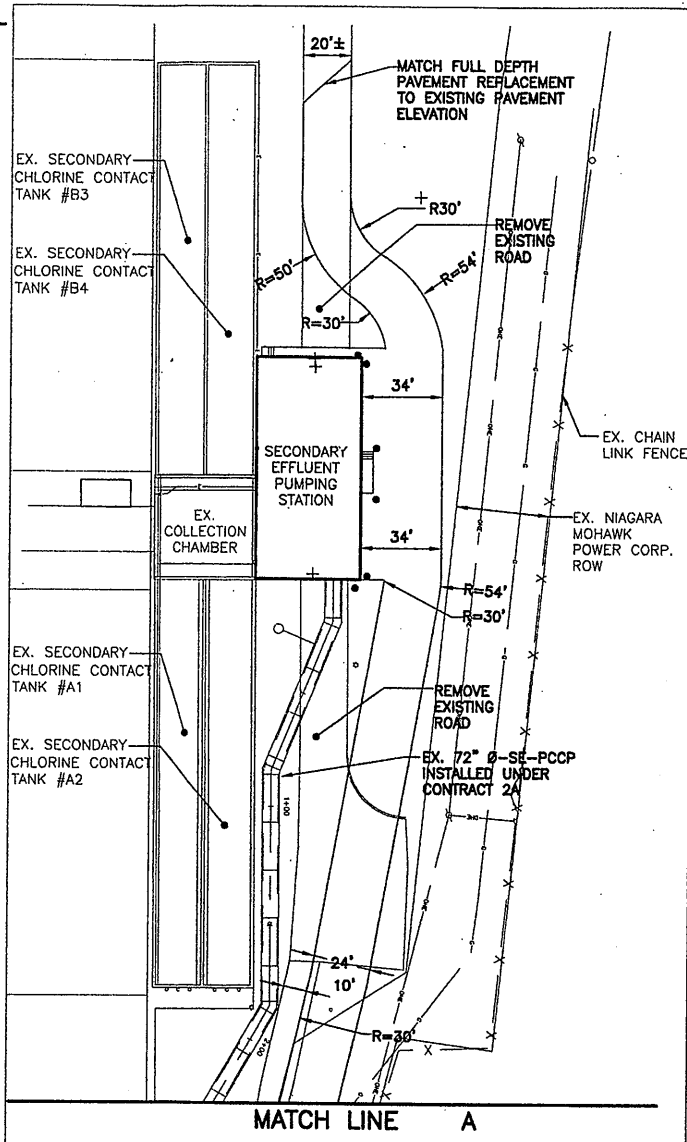 20'±
MATCH FULL DEPTH
PAVEMENT REPLACEMENT
TO EXISTING PAVEMENT
ELEVATION
EX. SECONDARY
CHLORINE CONTACT
TANK #B3
R30'
REMOVE
EXISTING
ROAD
EX. SECONDARY
CHLORINE CONTACT
TANK #B4
R=50'
R=54'
R=30'
34'
EX. CHAIN
LINK FENCE
SECONDARY
EFFLUENT
PUMPING
STATION
EX.
COLLECTION
CHAMBER
EX. NIAGARA
MOHAWK
POWER CORP.
ROW
34'
R=54'
R=30'
EX. SECONDARY
CHLORINE CONTACT
TANK #A1
REMOVE
EXISTING
ROAD
EX. SECONDARY
CHLORINE CONTACT
TANK #A2
EX. 72" Ø-SE-PCCP
INSTALLED UNDER
CONTRACT 2A
1+00
24'
10'
R=30'
2+00
MATCH LINE A